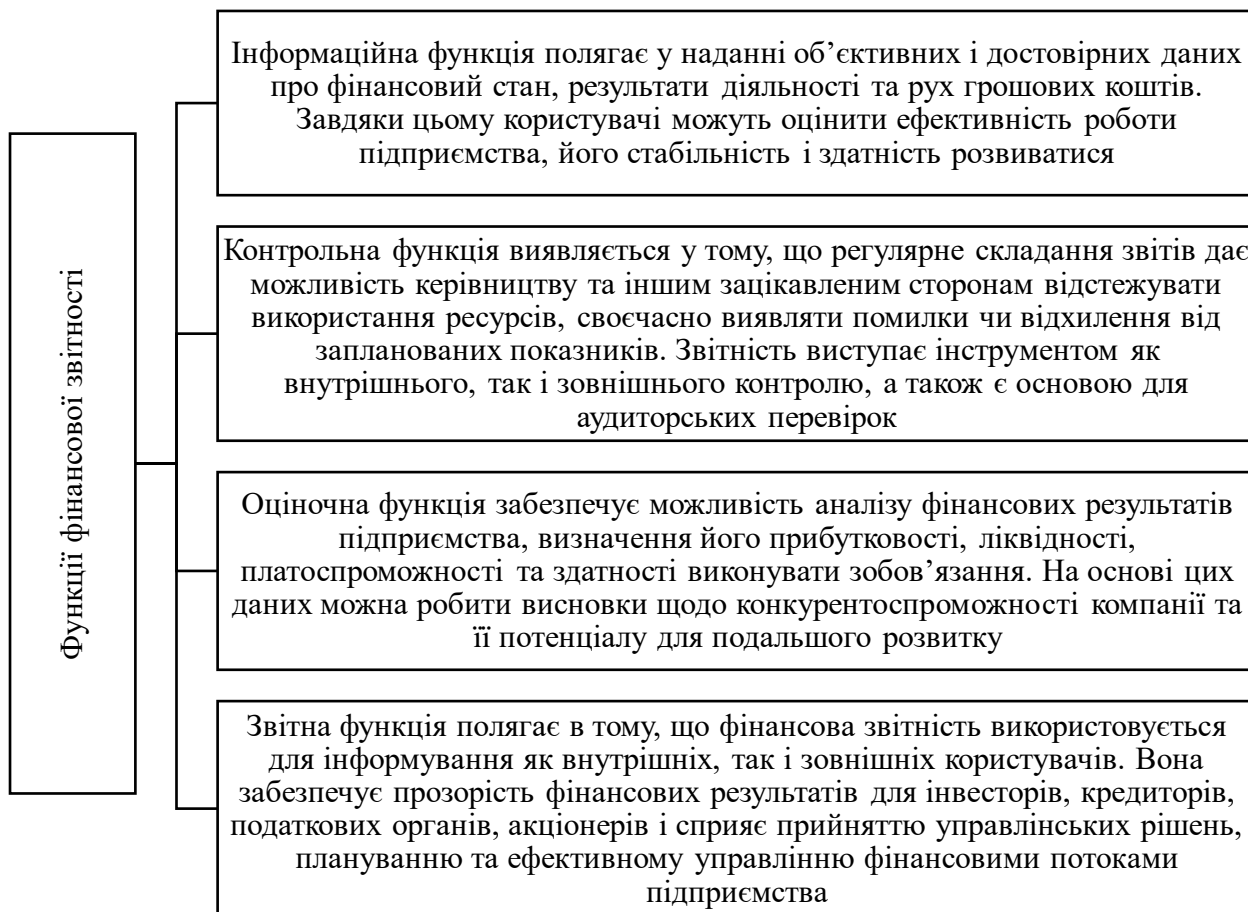 Функції фінансової звітності
Інформаційна функція полягає у наданні об’єктивних і достовірних даних
про фінансовий стан, результати діяльності та рух грошових коштів.
Завдяки цьому користувачі можуть оцінити ефективність роботи
підприємства, його стабільність і здатність розвиватися
Контрольна функція виявляється у тому, що регулярне складання звітів дає
можливість керівництву та іншим зацікавленим сторонам відстежувати
використання ресурсів, своєчасно виявляти помилки чи відхилення від
запланованих показників. Звітність виступає інструментом як
внутрішнього, так і зовнішнього контролю, а також є основою для
аудиторських перевірок
Оціночна функція забезпечує можливість аналізу фінансових результатів
підприємства, визначення його прибутковості, ліквідності,
платоспроможності та здатності виконувати зобов’язання. На основі цих
даних можна робити висновки щодо конкурентоспроможності компанії та
її потенціалу для подальшого розвитку
Звітна функція полягає в тому, що фінансова звітність використовується
для інформування як внутрішніх, так і зовнішніх користувачів. Вона
забезпечує прозорість фінансових результатів для інвесторів, кредиторів,
податкових органів, акціонерів і сприяє прийняттю управлінських рішень,
плануванню та ефективному управлінню фінансовими потоками
підприємства